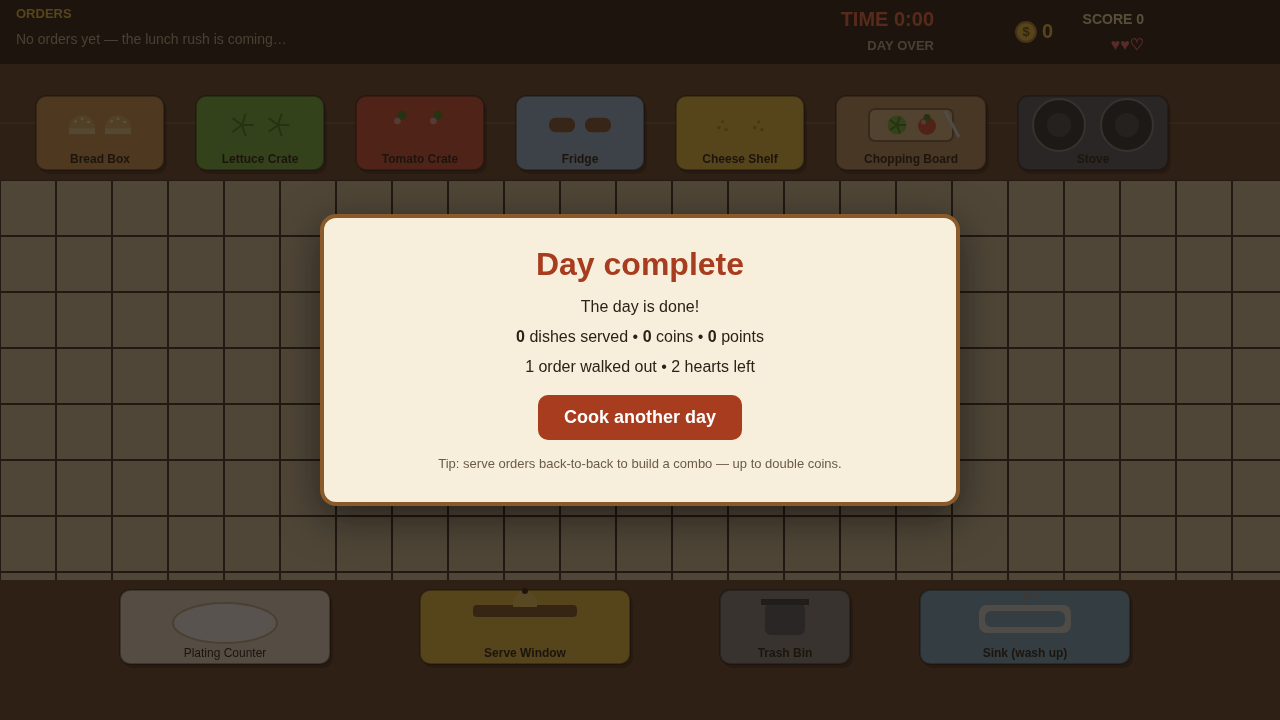 ORDERS
No orders yet — the lunch rush is coming…
TIME 0:00
DAY OVER
$ 0
SCORE 0
♥♥♡
Bread Box
Lettuce Crate
Tomato Crate
Fridge
Cheese Shelf
Chopping Board
Stove
Day complete
The day is done!
0 dishes served • 0 coins • 0 points
1 order walked out • 2 hearts left
Cook another day
Tip: serve orders back-to-back to build a combo — up to double coins.
Plating Counter
Serve Window
Trash Bin
Sink (wash up)